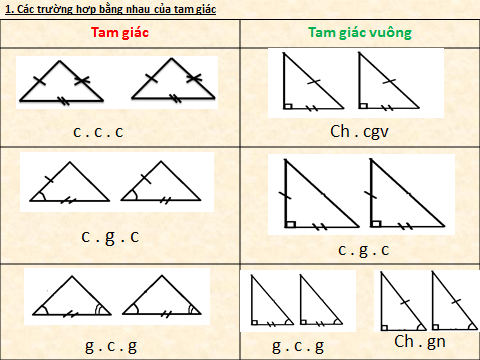 1. Các trường hợp bằng nhau của tam giác
Tam giác
Tam giác vuông
c . c . c
Ch . cgv
c . g . c
c . g . c
g . c . g
g . c . g
Ch . gn